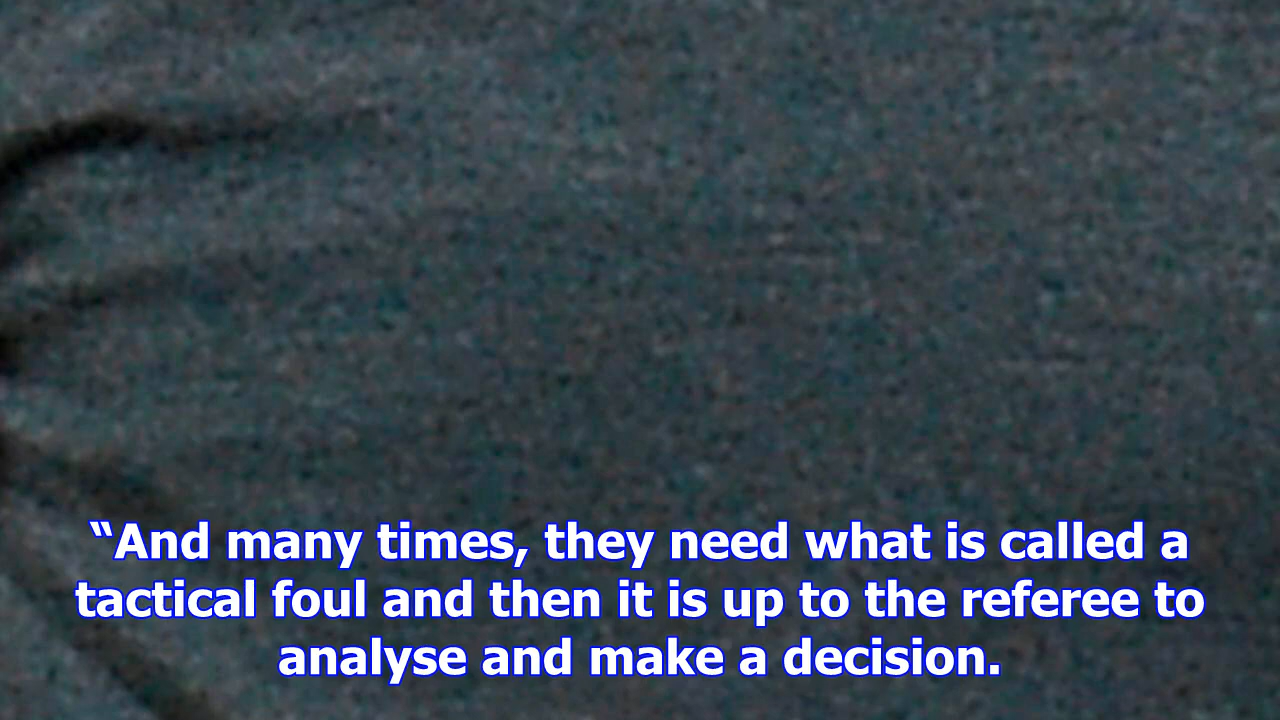 “And many times, they need what is called a
tactical foul and then it is up to the referee to
analyse and make a decision.